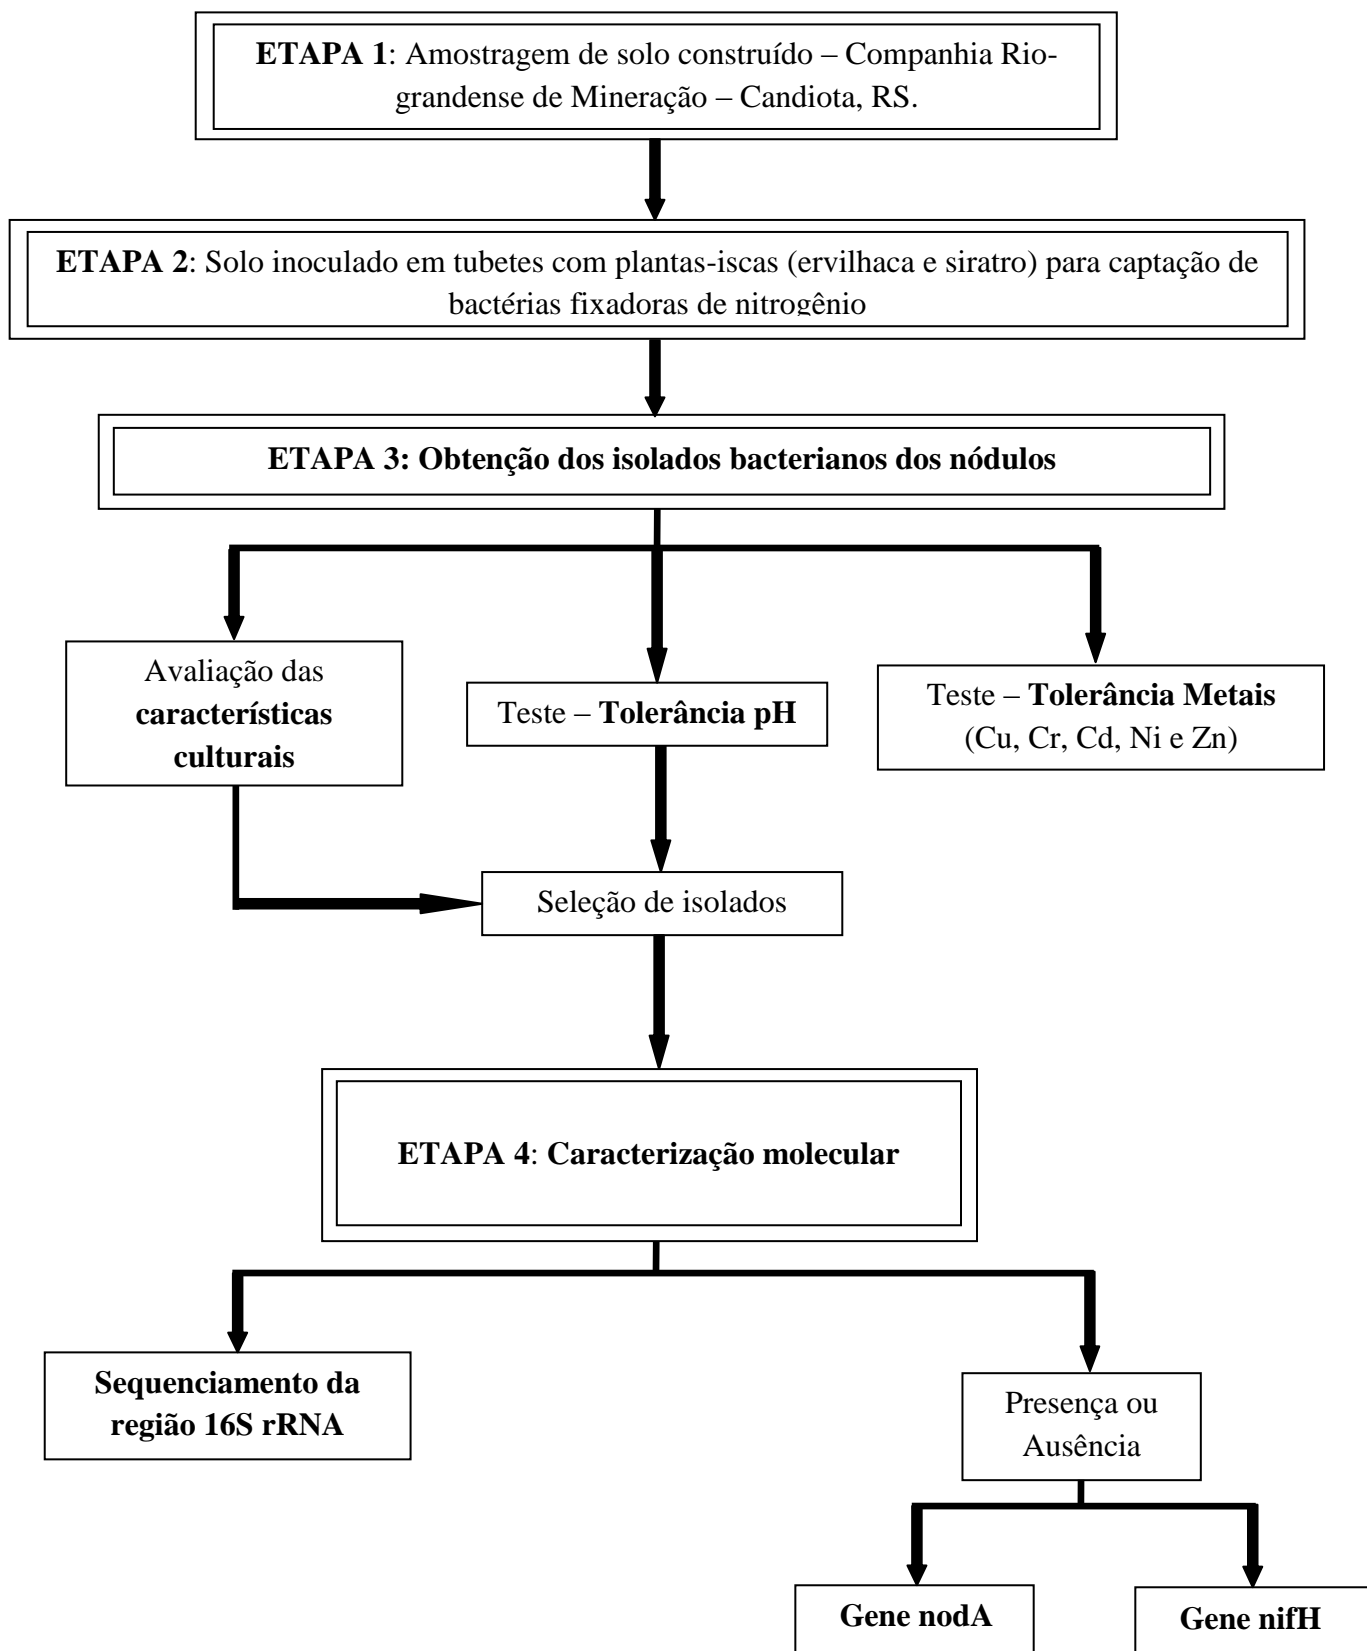 ETAPA 1: Amostragem de solo construído – Companhia Rio-
grandense de Mineração – Candiota, RS.
ETAPA 2: Solo inoculado em tubetes com plantas-iscas (ervilhaca e siratro) para captação de
bactérias fixadoras de nitrogênio
ETAPA 3: Obtenção dos isolados bacterianos dos nódulos
Avaliação das
características
culturais
Teste – Tolerância pH
Teste – Tolerância Metais
(Cu, Cr, Cd, Ni e Zn)
Seleção de isolados
ETAPA 4: Caracterização molecular
Sequenciamento da
região 16S rRNA
Presença ou
Ausência
Gene nodA
Gene nifH